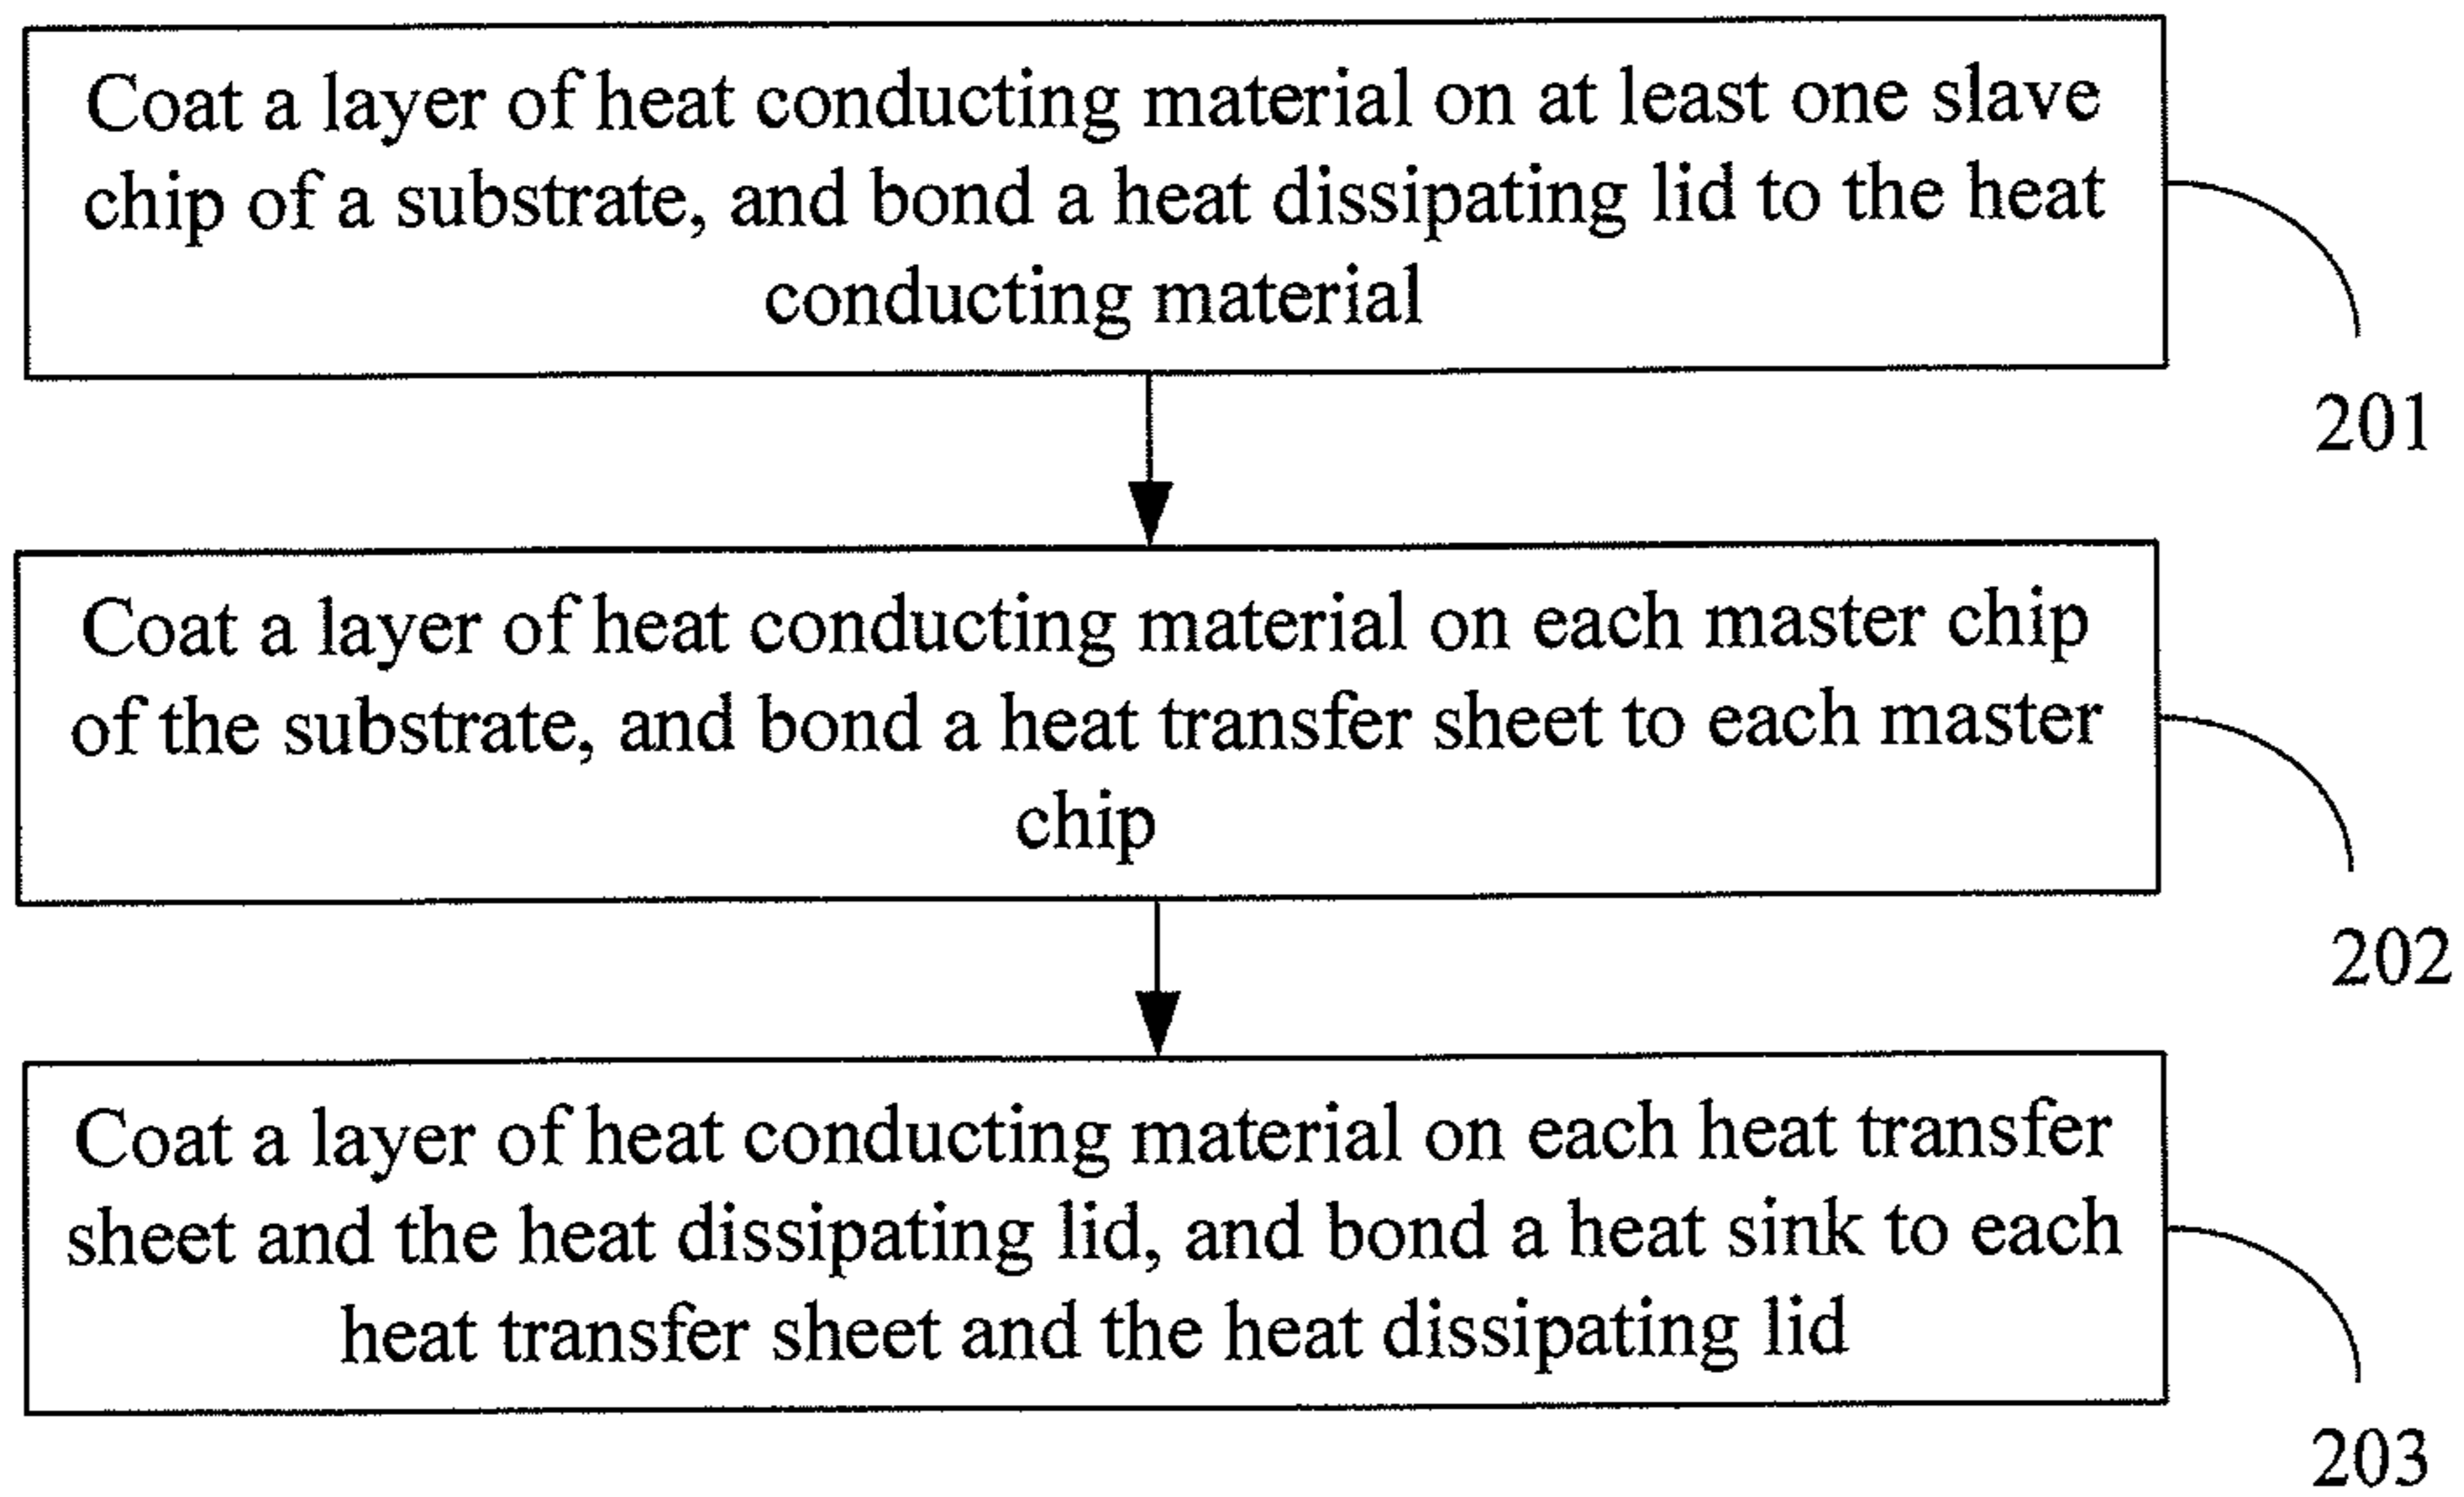 Coat a layer of heat conducting material on at least one slave
chip of a substrate, and bond a heat dissipating lid to the heat
conducting material
201
Coat a layer of heat conducting material on each master chip
of the substrate, and bond a heat transfer sheet to each master
chip
202
Coat a layer of heat conducting material on each heat transfer
sheet and the heat dissipating lid, and bond a heat sink to each
heat transfer sheet and the heat dissipating lid
203